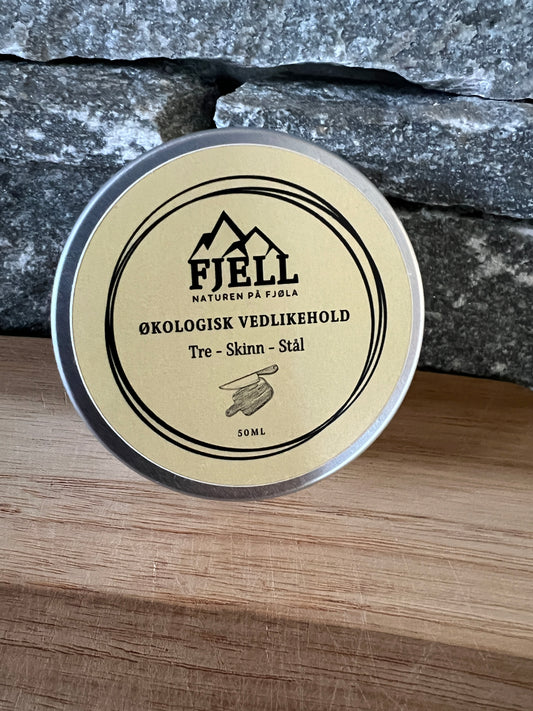 FJELL
NATUREN PÅ FJØLA
ØKOLOGISK VEDLIKEHOLD
Tre - Skinn - Stål
50ML